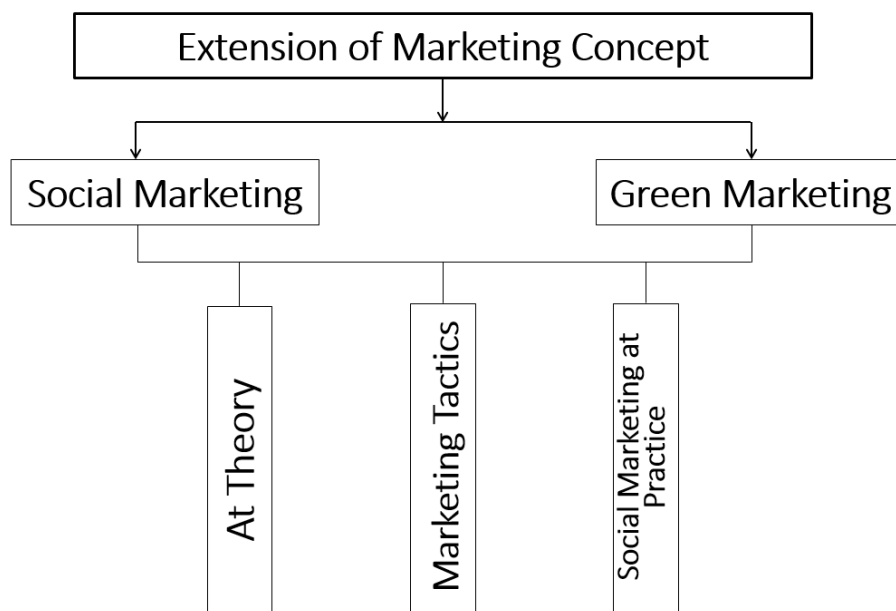 Extension of Marketing Concept
Social Marketing
Green Marketing
At Theory
Marketing Tactics
Social Marketing at
Practice